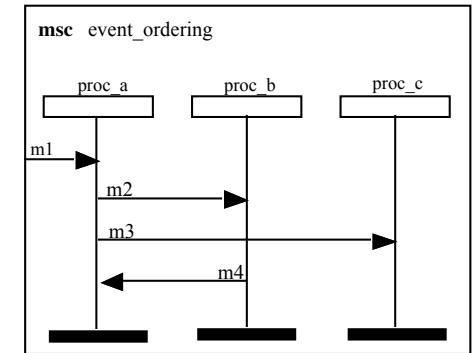 msc event_ordering
proc_a proc_b proc_c
m1
m2
m3
m4